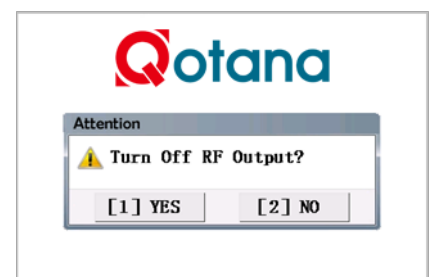 Qotana
Attention
Turn Off RF Output?
[1] YES [2] NO